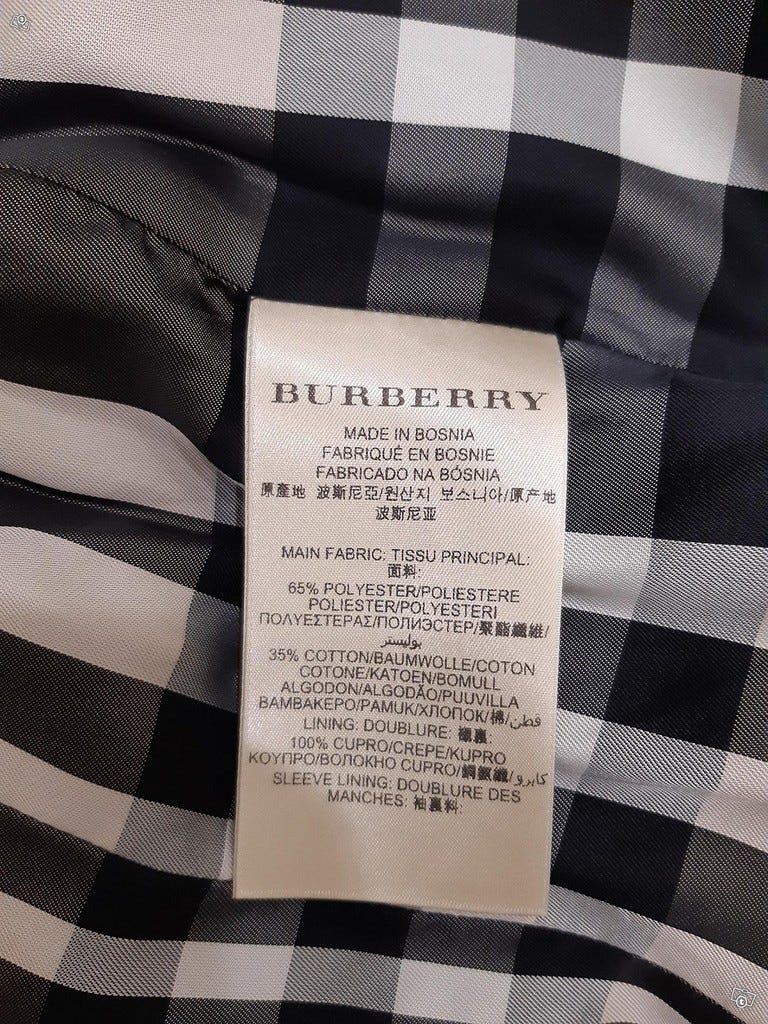 BURBERRY
MADE IN BOSNIA
FABRIQUÉ EN BOSNIE
FABRICADO NA BÓSNIA
原產地 波斯尼亞/원산지 보스니아/原产地
波斯尼亚
MAIN FABRIC: TISSU PRINCIPAL:
面料:
65% POLYESTER/POLIESTERE
POLIESTER/POLYESTERI
ΠΟΛΥΕΣΤΕΡΑΣ/ПОЛИЭСТЕР/聚酯纖維/
بوليستر
35% COTTON/BAUMWOLLE/COTON
COTONE/KATOEN/BOMULL
ALGODON/ALGODÃO/PUUVILLA
ΒΑΜΒΑΚΕΡΟ/PAMUK/ХЛОПОК/棉/قطن
LINING: DOUBLURE: 裡裏:
100% CUPRO/CREPE/KUPRO
ΚΟΥΠΡΟ/ВОЛОКНО CUPRO/銅氨纖/كابرو
SLEEVE LINING: DOUBLURE DES
MANCHES: 袖裏料: